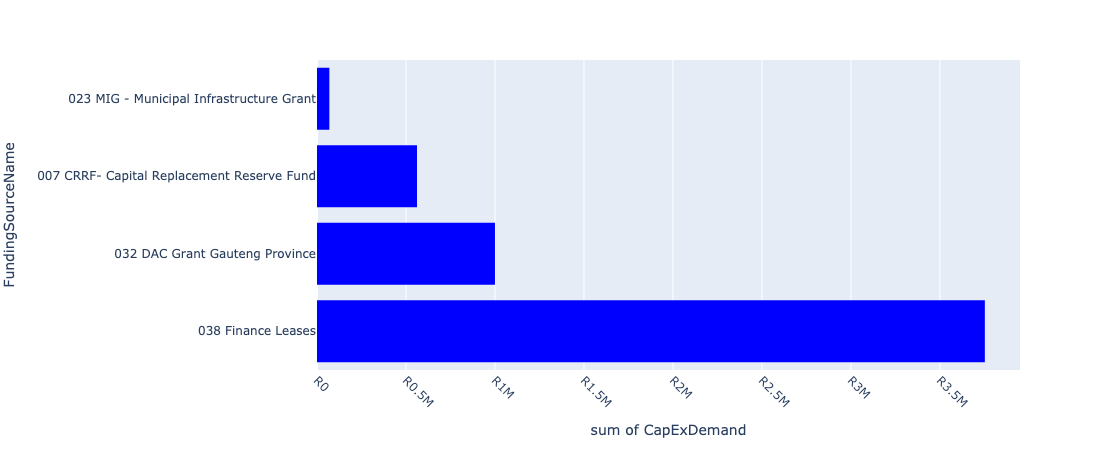 FundingSourceName
023 MIG - Municipal Infrastructure Grant
007 CRRF- Capital Replacement Reserve Fund
032 DAC Grant Gauteng Province
038 Finance Leases
R0
R0.5M
R1M
R1.5M
R2M
R2.5M
R3M
R3.5M
sum of CapExDemand